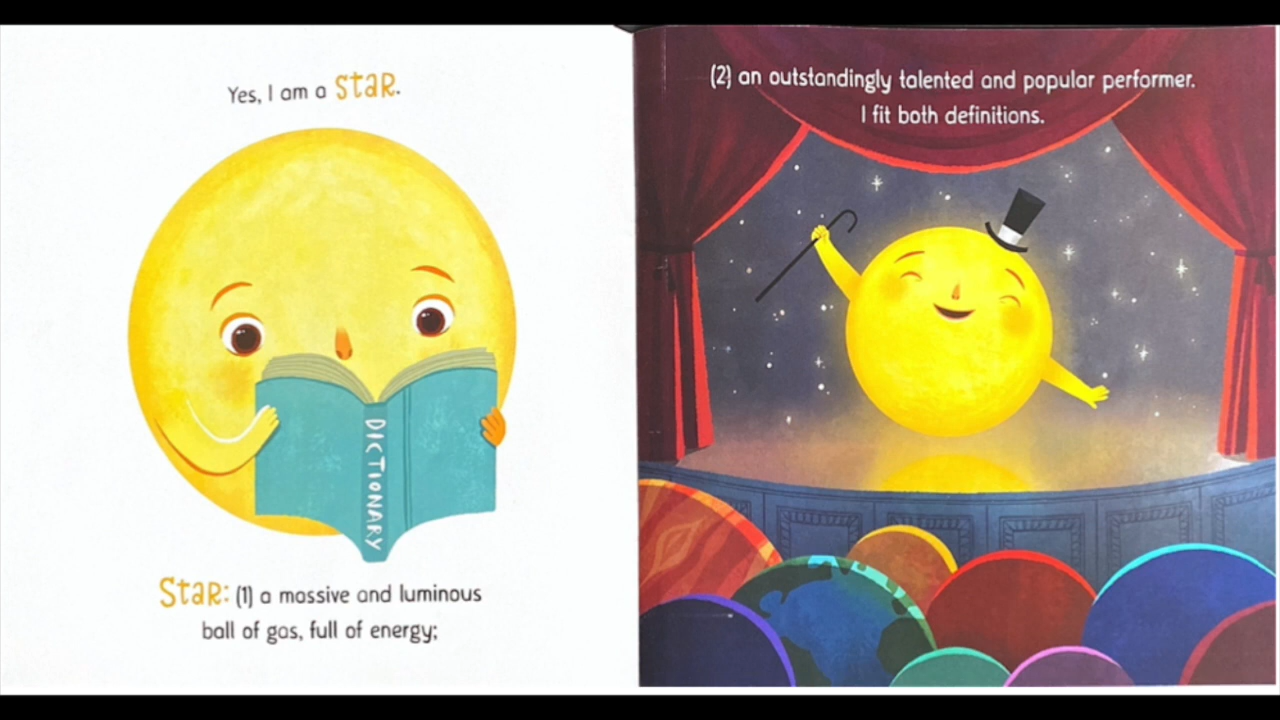 Yes, I am a STAR.
DICTIONARY
STAR: (1) a massive and luminous
ball of gas, full of energy;
(2) an outstandingly talented and popular performer.
I fit both definitions.